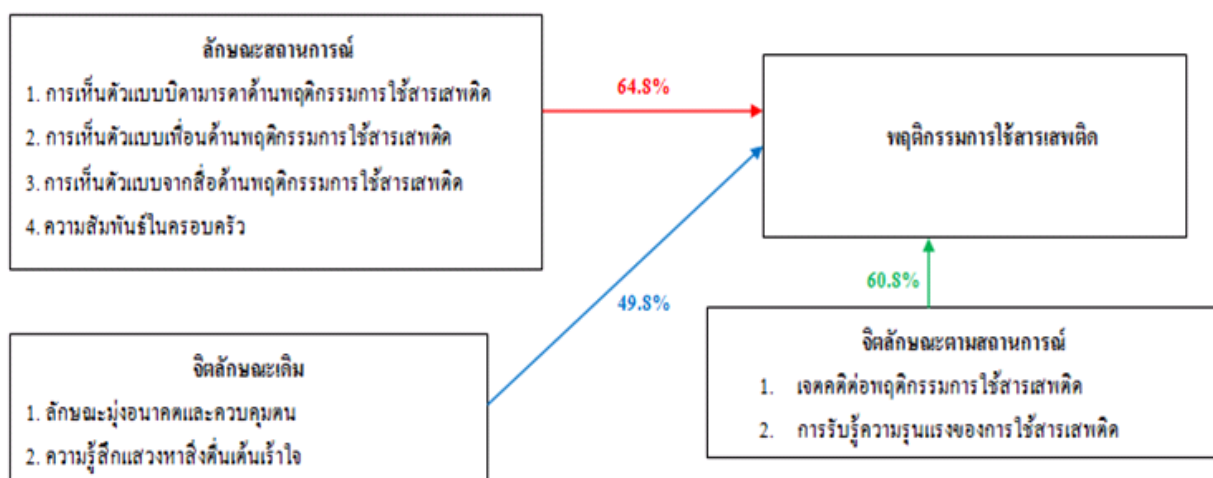 ลักษณะสถานการณ์
1. การเห็นตัวแบบบิดามารดาด้านพฤติกรรมการใช้สารเสพติด
2. การเห็นตัวแบบเพื่อนด้านพฤติกรรมการใช้สารเสพติด
3. การเห็นตัวแบบจากสื่อด้านพฤติกรรมการใช้สารเสพติด
4. ความสัมพันธ์ในครอบครัว
64.8%
พฤติกรรมการใช้สารเสพติด
49.8%
60.8%
จิตลักษณะเดิม
1. ลักษณะมุ่งอนาคตและควบคุมตน
2. ความรู้สึกแสวงหาสิ่งตื่นเต้นเร้าใจ
จิตลักษณะตามสถานการณ์
1. เจตคติต่อพฤติกรรมการใช้สารเสพติด
2. การรับรู้ความรุนแรงของการใช้สารเสพติด